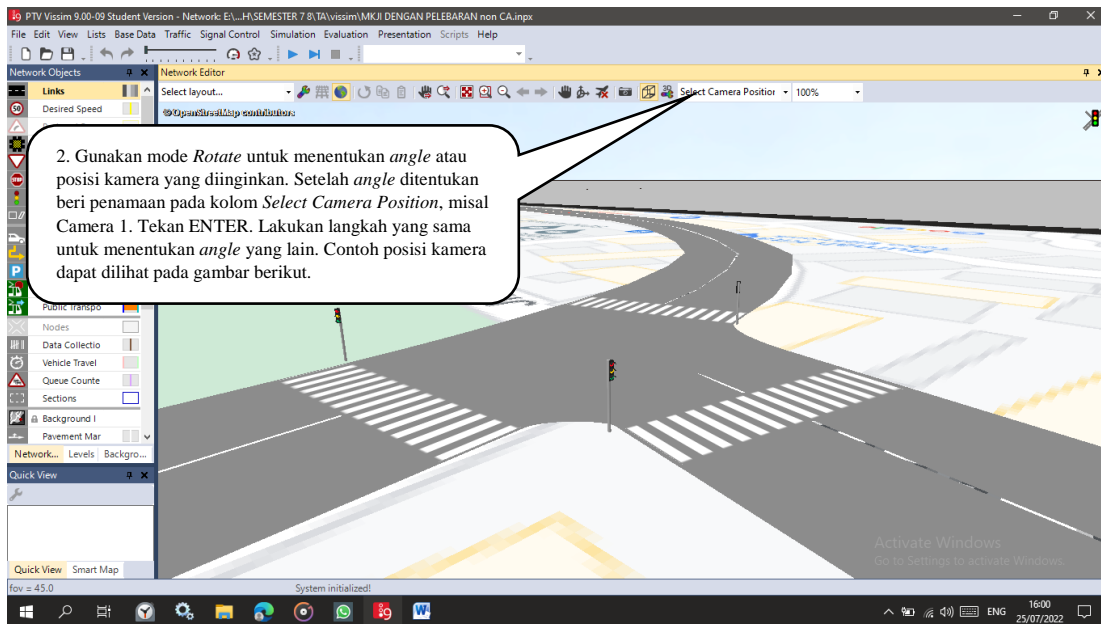 PTV Vissim 9.00-09 Student Version - Network: E:\...H\SEMESTER 7 8\TA\vissim\MKJI DENGAN PELEBARAN non CA.inpx
File Edit View Lists Base Data Traffic Signal Control Simulation Evaluation Presentation Scripts Help
Network Objects
Network Editor
Links
Select layout...
Select Camera Position
100%
50
Desired Speed
© OpenStreetMap contributors
2. Gunakan mode Rotate untuk menentukan angle atau
posisi kamera yang diinginkan. Setelah angle ditentukan
beri penamaan pada kolom Select Camera Position, misal
Camera 1. Tekan ENTER. Lakukan langkah yang sama
untuk menentukan angle yang lain. Contoh posisi kamera
dapat dilihat pada gambar berikut.
STOP
P
Public Transpo
Nodes
Data Collectio
Vehicle Travel
Queue Counte
Sections
Background I
Pavement Mar
Network... Levels Backgro...
Quick View
Quick View Smart Map
Activate Windows
Go to Settings to activate Windows.
fov = 45.0
System initialized!
ENG
16:00
25/07/2022